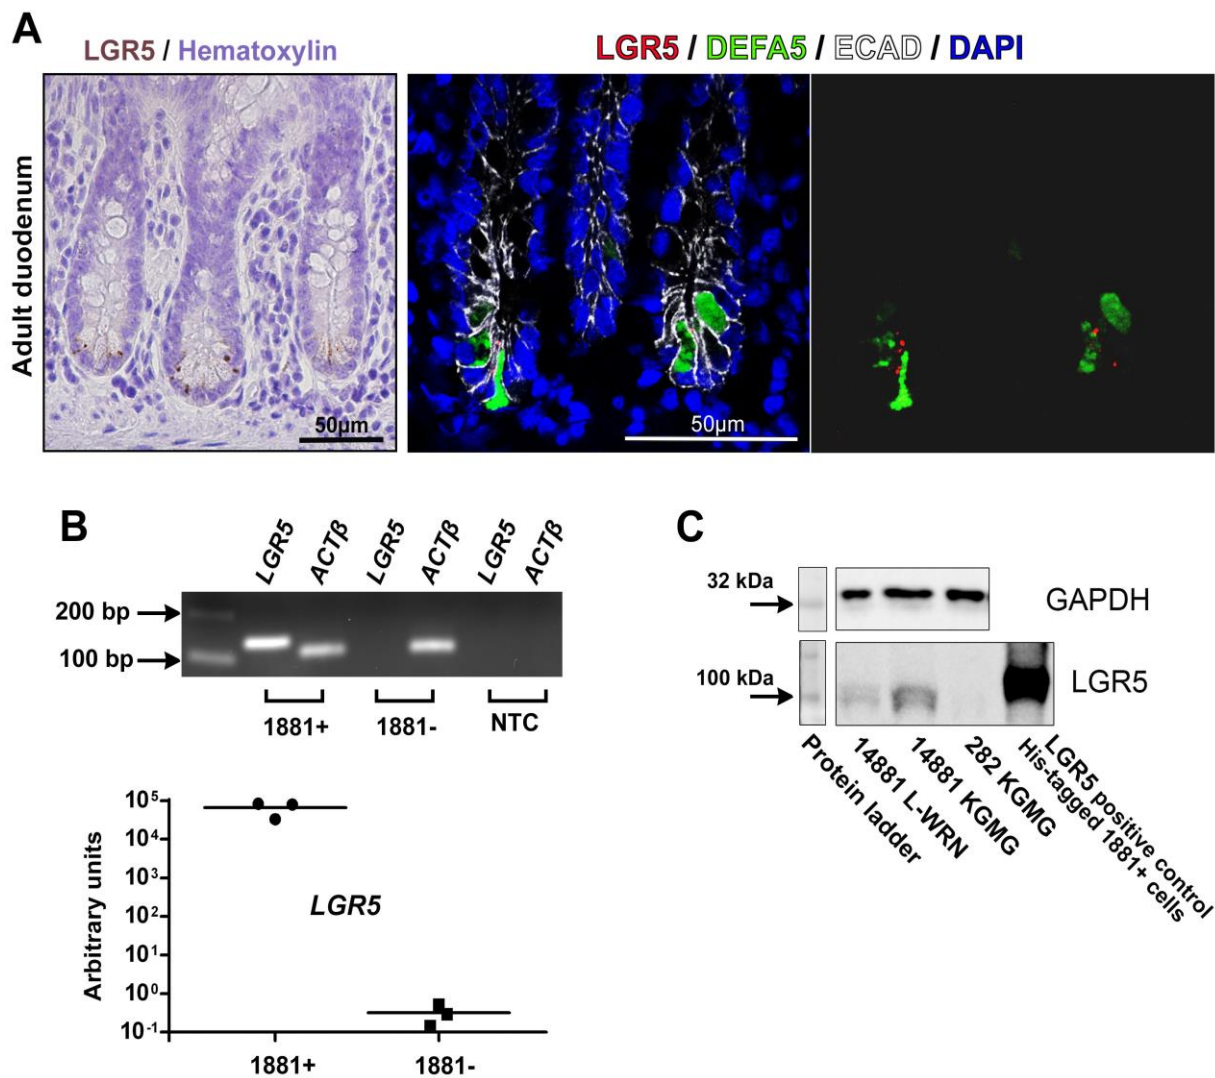 A
LGR5 / Hematoxylin
LGR5 / DEFA5 / ECAD / DAPI
Adult duodenum
50µm
50µm
B
LGR5
ACTβ
LGR5
ACTβ
LGR5
ACTβ
200 bp
100 bp
1881+
1881-
NTC
Arbitrary units
10⁵
10⁴
10³
10²
10¹
10⁰
10⁻¹
LGR5
1881+
1881-
C
32 kDa
GAPDH
100 kDa
LGR5
Protein ladder
14881 L-WRN
14881 KGMG
282 KGMG
LGR5 positive control
His-tagged 1881+ cells